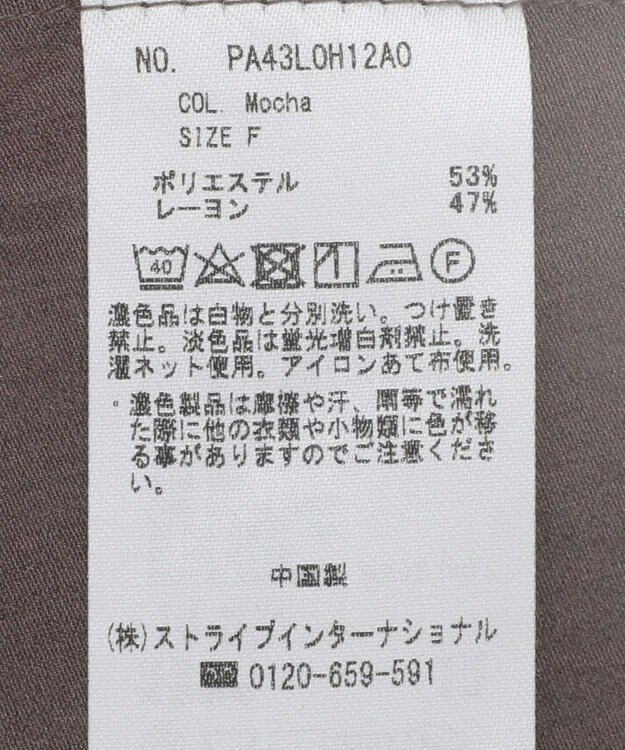 NO. PA43L0H12A0
COL. Mocha
SIZE F
ポリエステル 53%
レーヨン 47%
40 F
濃色品は白物と分別洗い。つけ置き
禁止。淡色品は蛍光増白剤禁止。洗
濯ネット使用。アイロンあて布使用。
・濃色製品は摩擦や汗、雨等で濡れ
た際に他の衣類や小物類に色が移
る事がありますのでご注意くださ
い。
中国製
(株)ストライプインターナショナル
0120-659-591